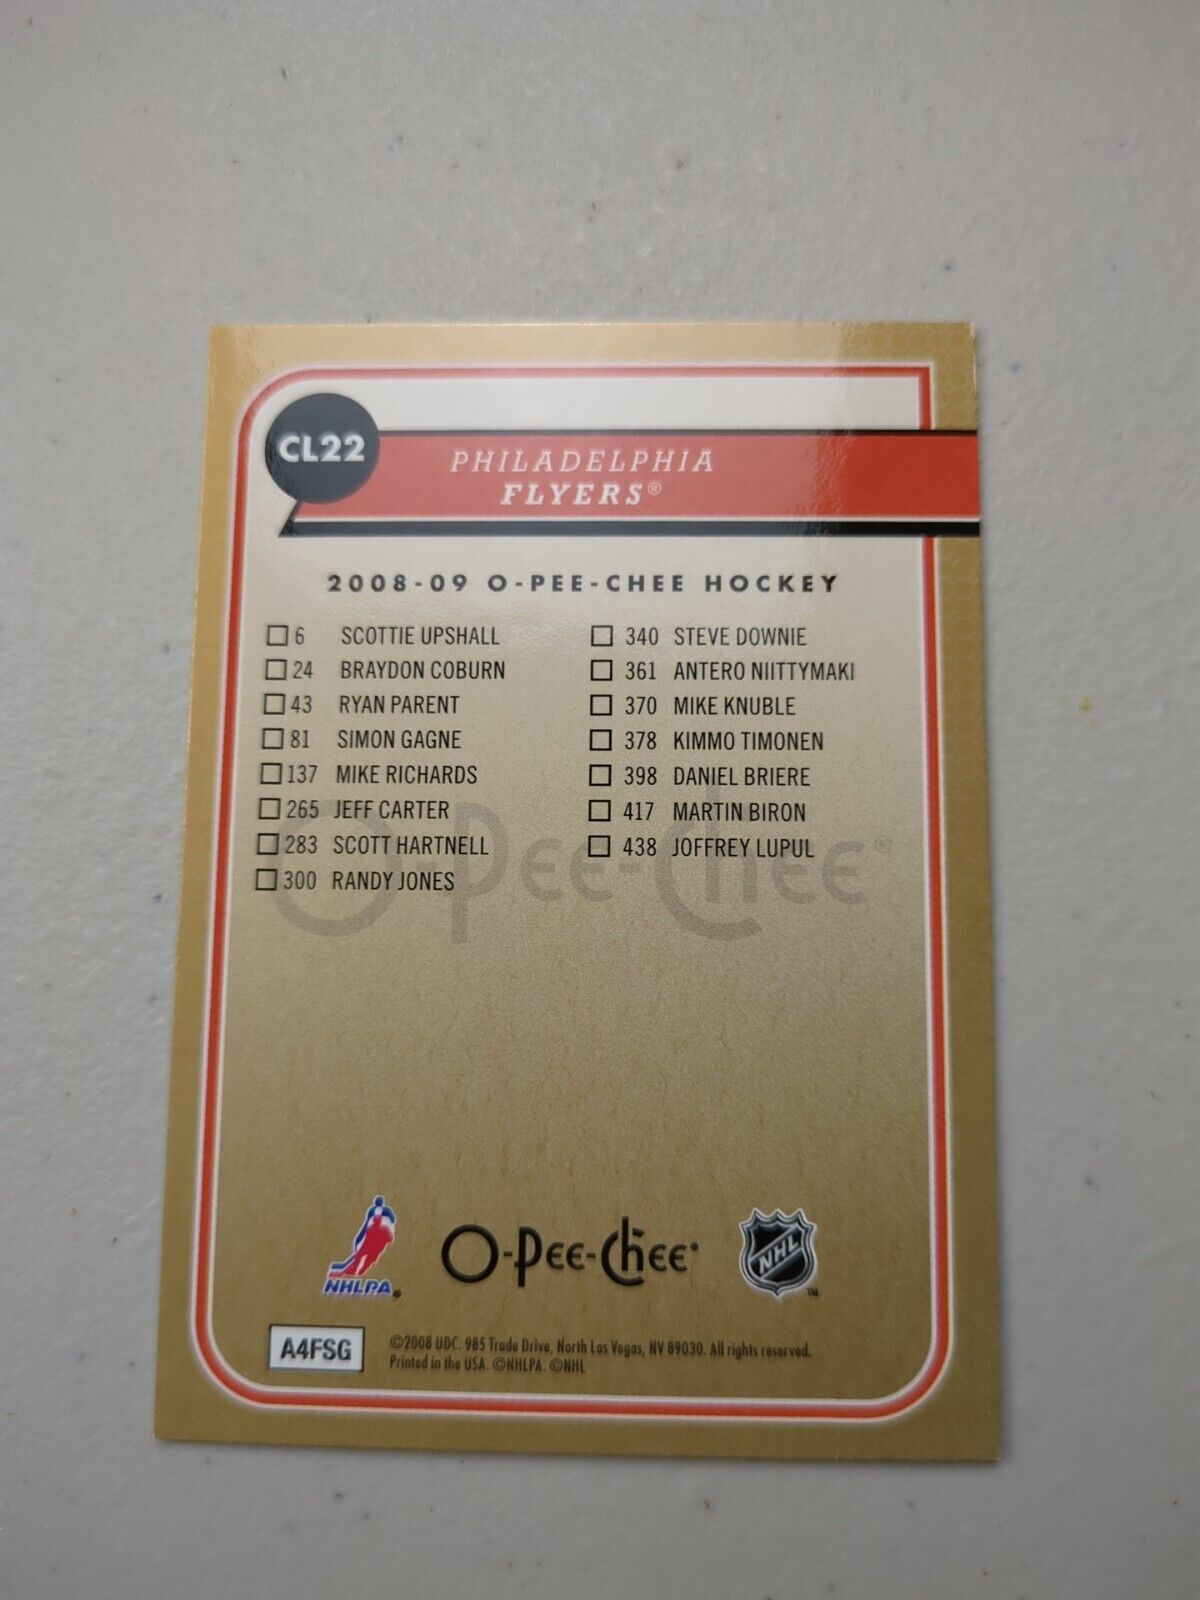 CL22
PHILADELPHIA
FLYERS®
2008-09 O-PEE-CHEE HOCKEY
6 SCOTTIE UPSHALL
24 BRAYDON COBURN
43 RYAN PARENT
81 SIMON GAGNE
137 MIKE RICHARDS
265 JEFF CARTER
283 SCOTT HARTNELL
300 RANDY JONES
340 STEVE DOWNIE
361 ANTERO NIITTYMAKI
370 MIKE KNUBLE
378 KIMMO TIMONEN
398 DANIEL BRIERE
417 MARTIN BIRON
438 JOFFREY LUPUL
O-Pee-Chee®
NHLPA®
O-Pee-Chee®
NHL
TM
A4FSG
©2008 UDC. 985 Trade Drive, North Las Vegas, NV 89030. All rights reserved.
Printed in the USA. ©NHLPA. ©NHL